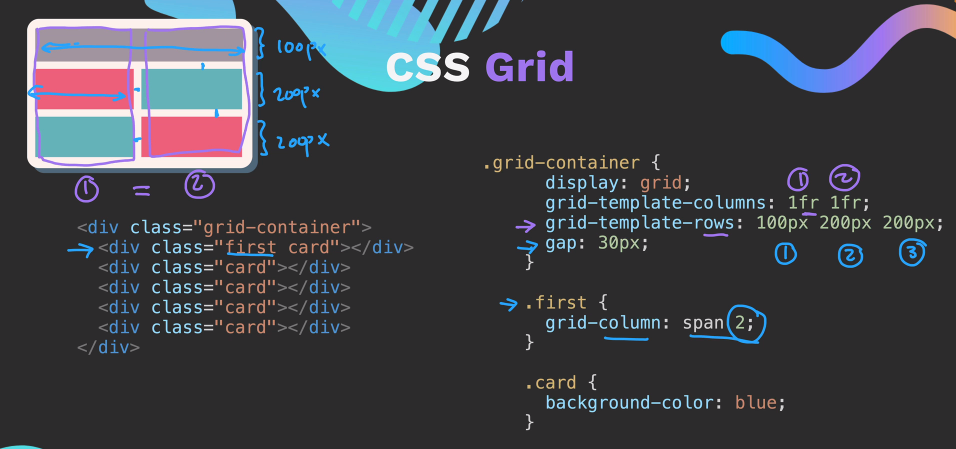 CSS Grid
100px
200px
200px
1 = 2
<div class="grid-container">
<div class="first card"></div>
<div class="card"></div>
<div class="card"></div>
<div class="card"></div>
<div class="card"></div>
</div>
.grid-container {
display: grid;
1 2
grid-template-columns: 1fr 1fr;
grid-template-rows: 100px 200px 200px;
gap: 30px;
1 2 3
}
.first {
grid-column: span 2;
}
.card {
background-color: blue;
}